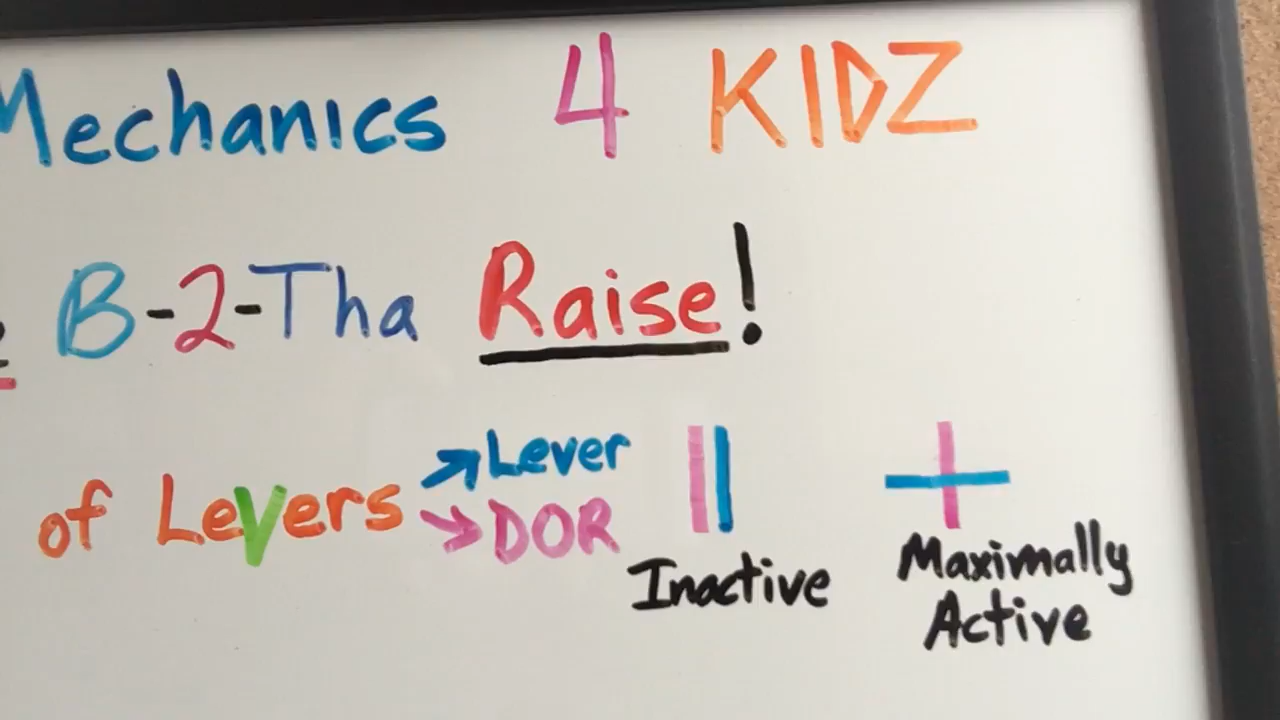 Mechanics 4 KIDZ
B-2-Tha Raise!
of Levers → Lever
→ DOR
Inactive
Maximally
Active